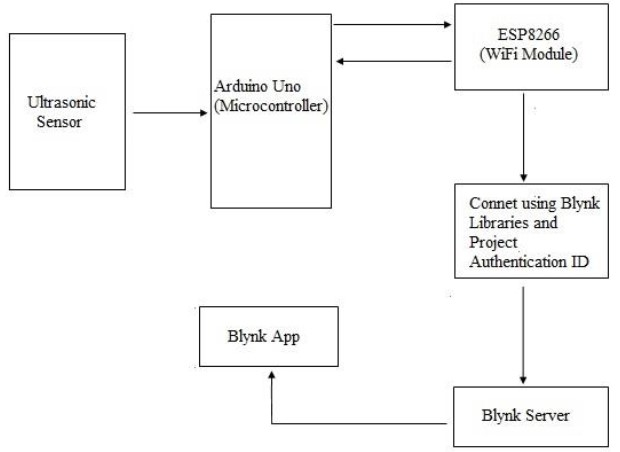 Ultrasonic
Sensor
Arduino Uno
(Microcontroller)
ESP8266
(WiFi Module)
Connet using Blynk
Libraries and
Project
Authentication ID
Blynk App
Blynk Server